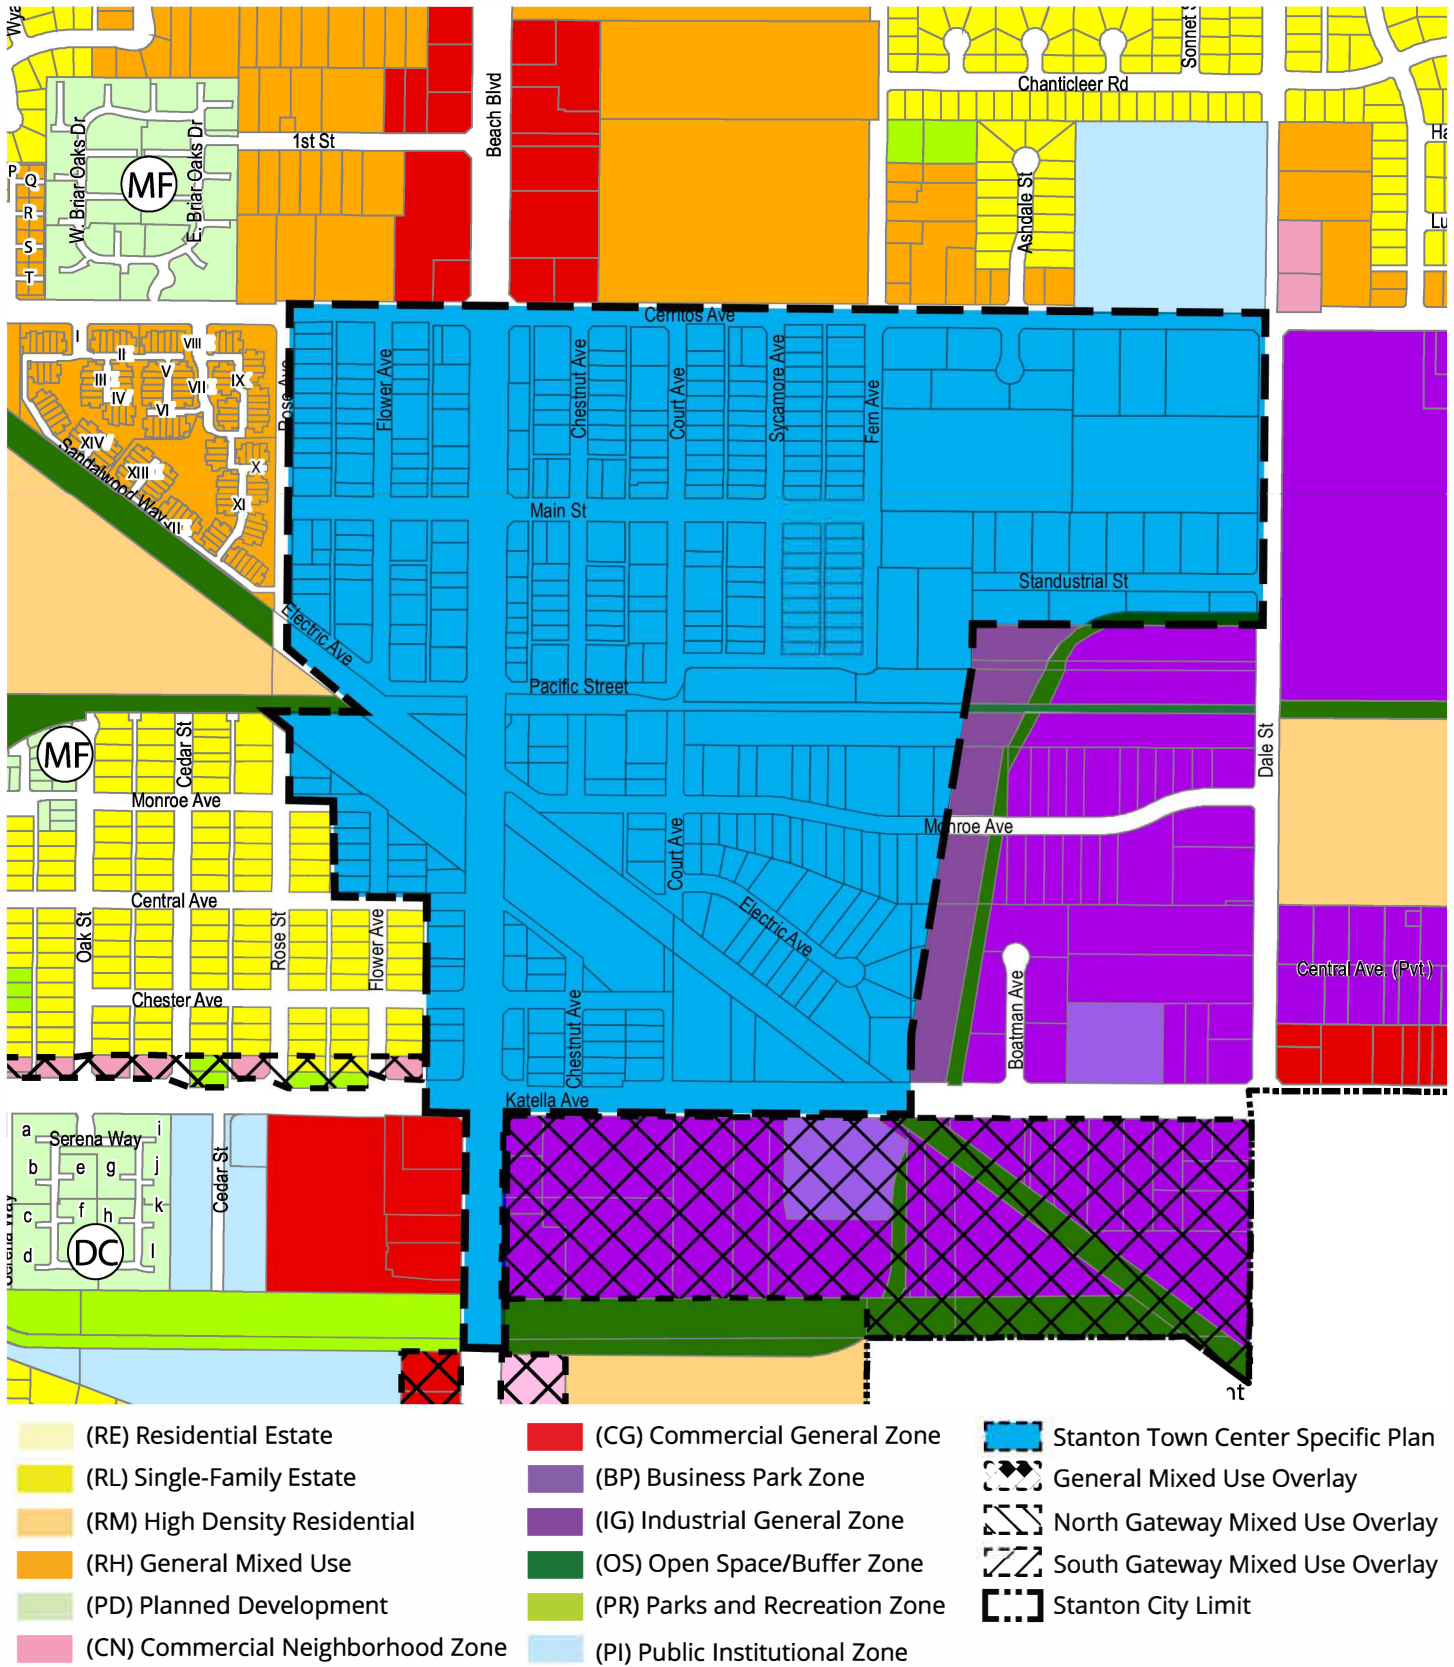 Wya
Sonnet S
Chanticleer Rd
Beach Blvd
Ha
1st St
W. Briar Oaks Dr
E. Briar Oaks Dr
MF
P
Q
R
S
T
Ashdale St
Lu
Cerritos Ave
I
II
VIII
III
V
IX
IV
VII
VI
Rose Ave
Flower Ave
Chestnut Ave
Court Ave
Sycamore Ave
Fern Ave
XIV
XIII
X
XI
XII
Sandalwood Way
Main St
Standustrial St
Electric Ave
Pacific Street
MF
Cedar St
Dale St
Monroe Ave
Monroe Ave
Court Ave
Central Ave
Oak St
Rose St
Flower Ave
Electric Ave
Central Ave. (Pvt.)
Chester Ave
Chestnut Ave
Boatman Ave
Katella Ave
a
Serena Way
i
b
e
g
j
f
k
c
h
d
DC
l
Cedar St
Serena Way
nt
(RE) Residential Estate
(RL) Single-Family Estate
(RM) High Density Residential
(RH) General Mixed Use
(PD) Planned Development
(CN) Commercial Neighborhood Zone
(CG) Commercial General Zone
(BP) Business Park Zone
(IG) Industrial General Zone
(OS) Open Space/Buffer Zone
(PR) Parks and Recreation Zone
(PI) Public Institutional Zone
Stanton Town Center Specific Plan
General Mixed Use Overlay
North Gateway Mixed Use Overlay
South Gateway Mixed Use Overlay
Stanton City Limit